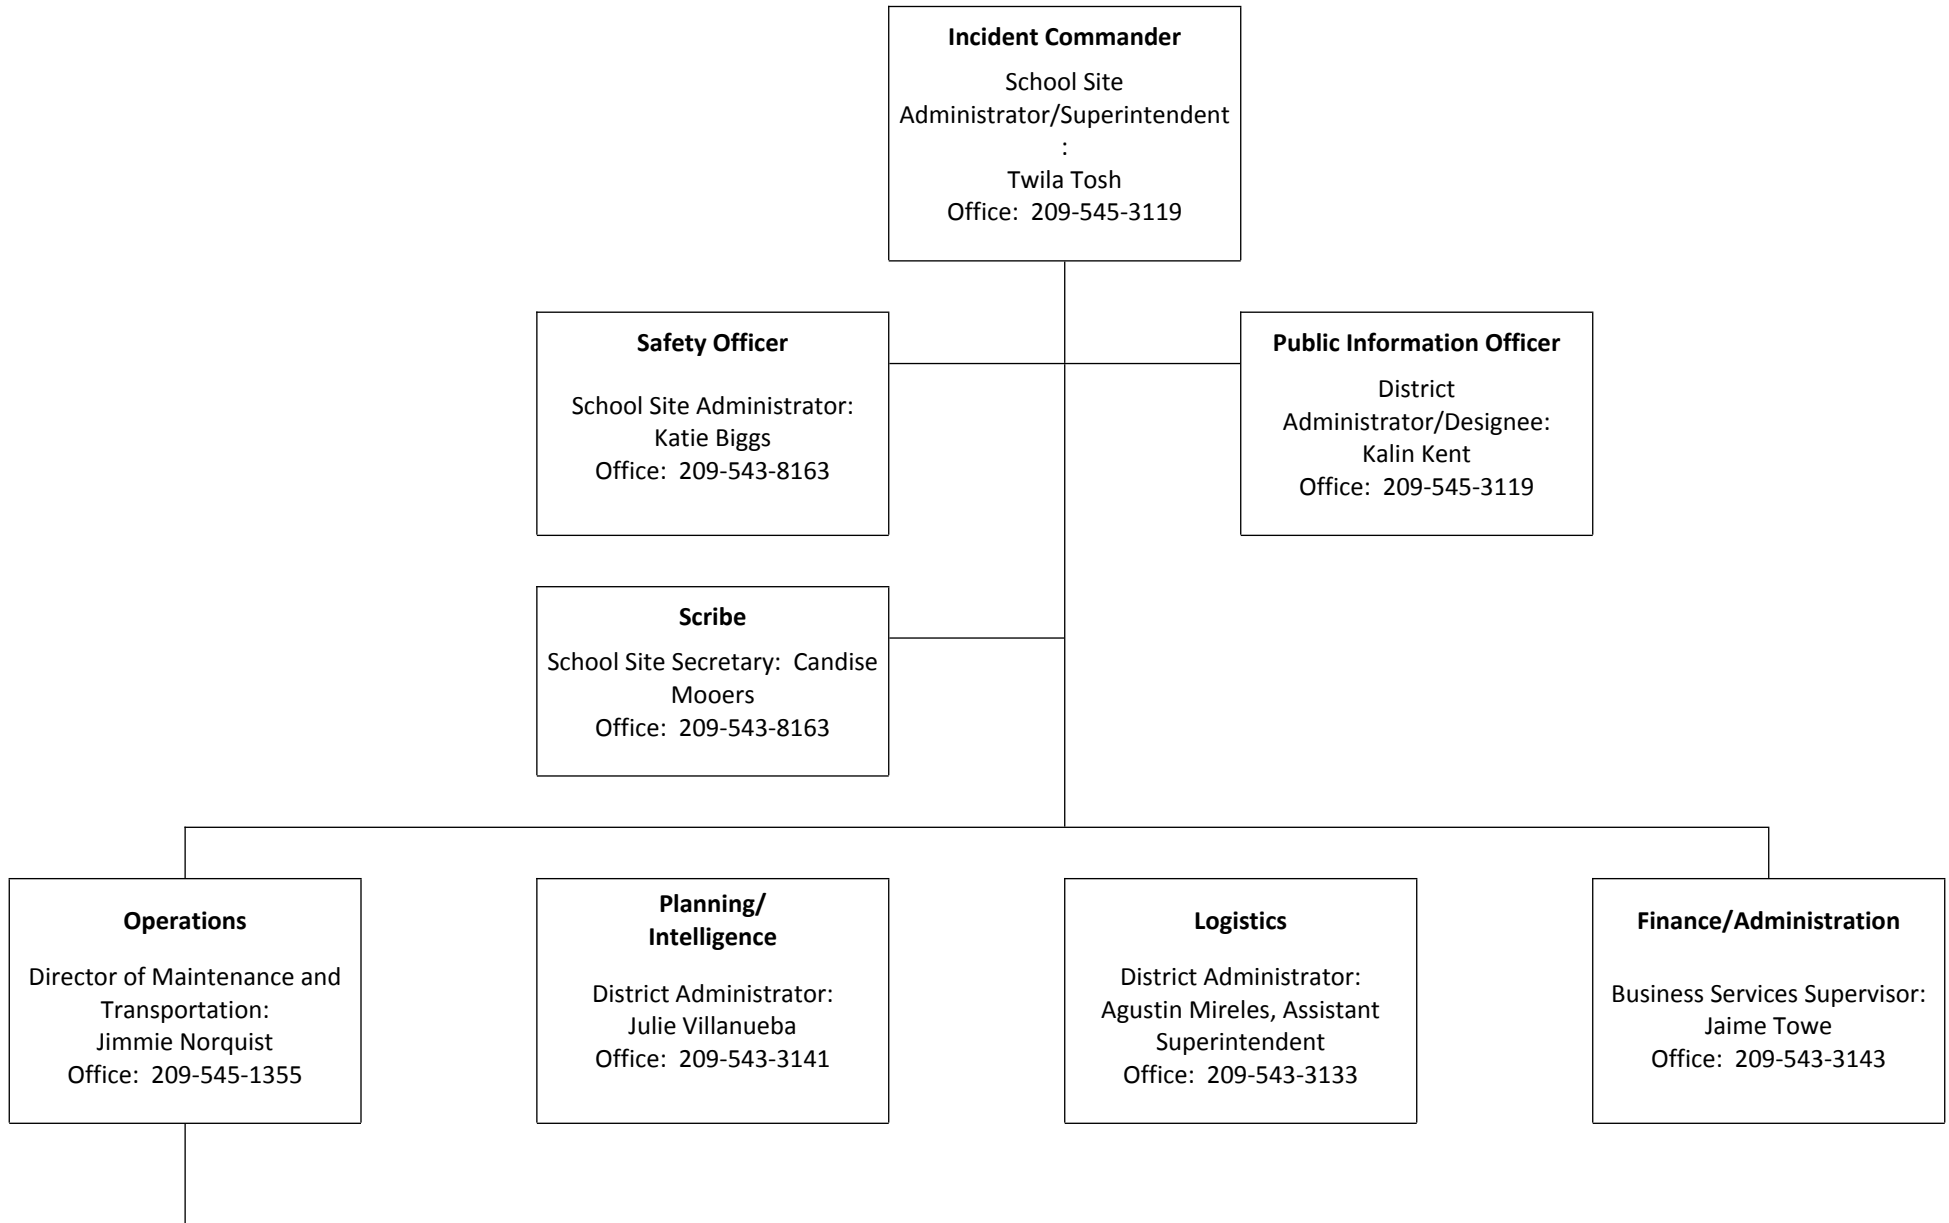 Incident Commander
School Site
Administrator/Superintendent
:
Twila Tosh
Office:  209-545-3119
Safety Officer
School Site Administrator:
Katie Biggs
Office:  209-543-8163
Public Information Officer
District
Administrator/Designee:
Kalin Kent
Office:  209-545-3119
Scribe
School Site Secretary:  Candise
Mooers
Office:  209-543-8163
Operations
Director of Maintenance and
Transportation:
Jimmie Norquist
Office:  209-545-1355
Planning/
Intelligence
District Administrator:
Julie Villanueba
Office:  209-543-3141
Logistics
District Administrator:
Agustin Mireles, Assistant
Superintendent
Office:  209-543-3133
Finance/Administration
Business Services Supervisor:
Jaime Towe
Office:  209-543-3143